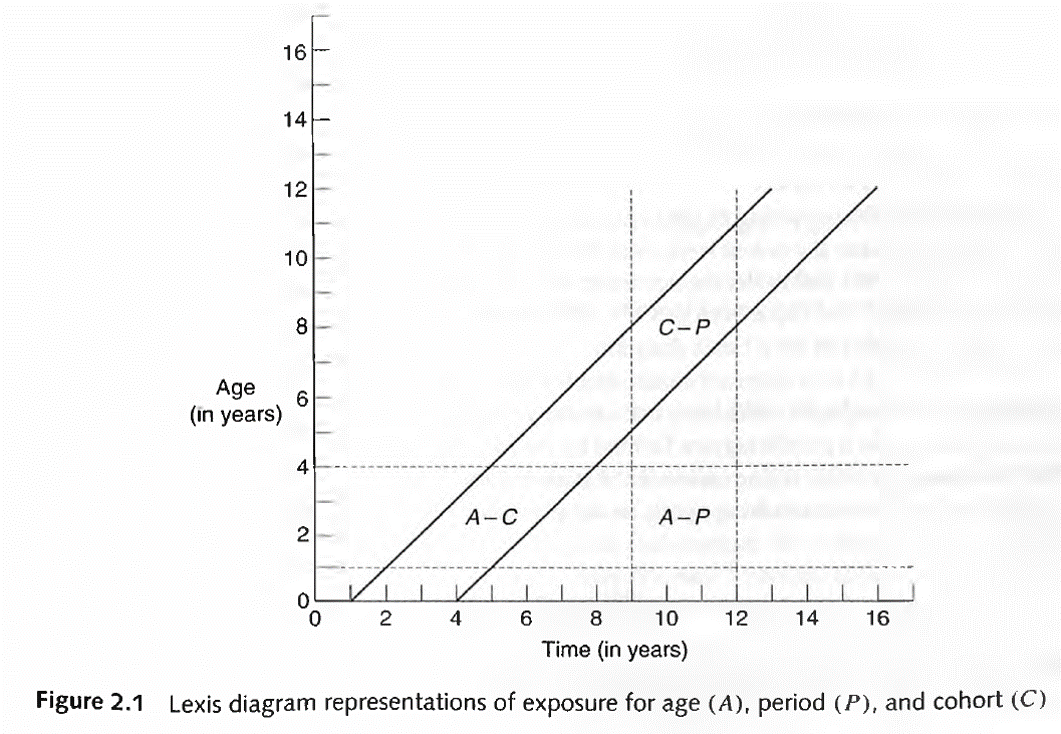 16
14
12
10
8
C–P
Age
(in years)
6
4
A–C
A–P
2
0
0 2 4 6 8 10 12 14 16
Time (in years)
Figure 2.1 Lexis diagram representations of exposure for age (A), period (P), and cohort (C)